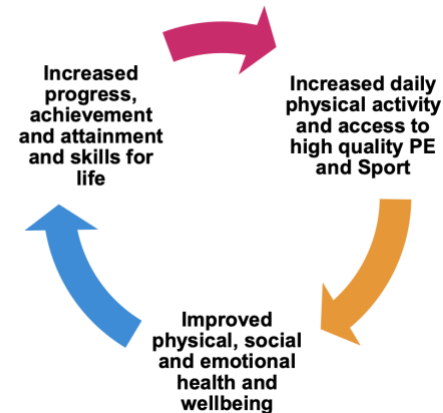 Increased
progress,
achievement
and attainment
and skills for
life
Increased daily
physical activity
and access to
high quality PE
and Sport
Improved
physical, social
and emotional
health and
wellbeing